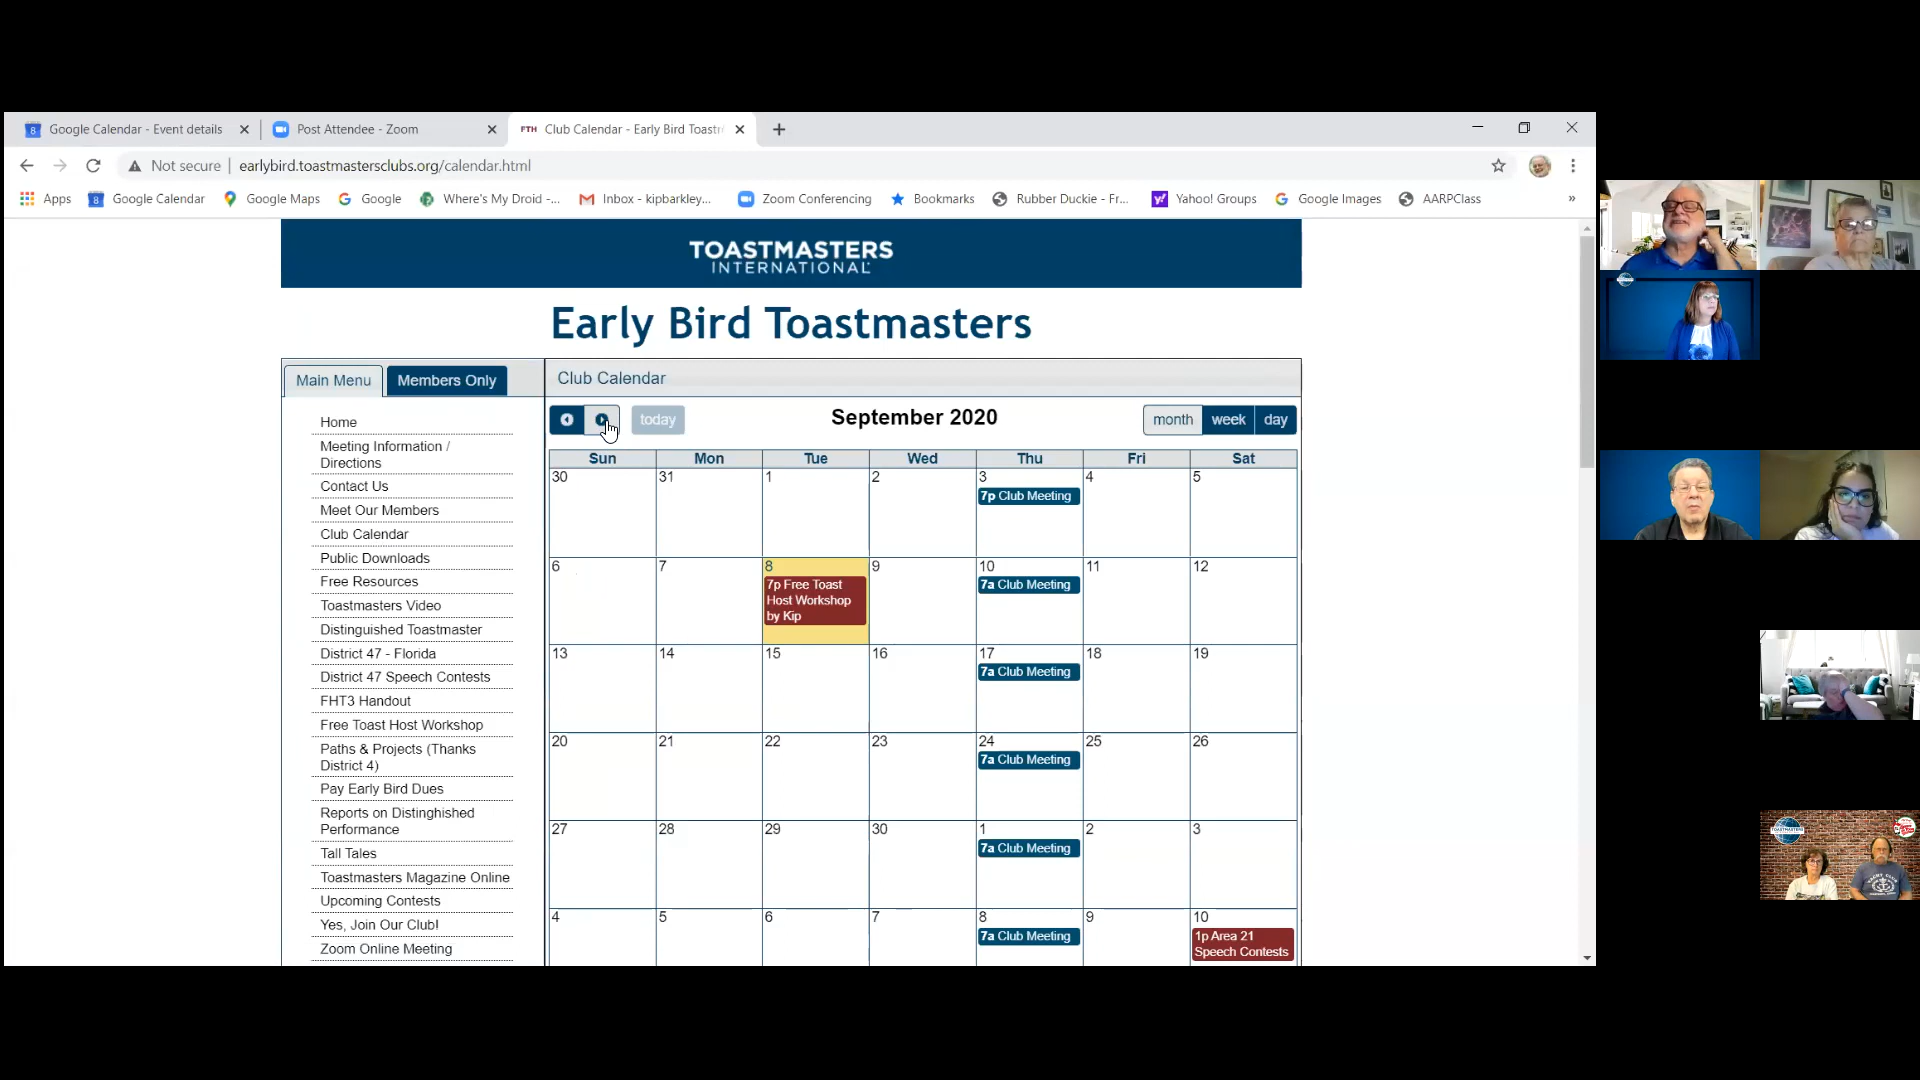 Google Calendar - Event details
Post Attendee - Zoom
FTH Club Calendar - Early Bird Toastr
Not secure | earlybird.toastmastersclubs.org/calendar.html
Apps
8 Google Calendar
Google Maps
Google
Where's My Droid -...
Inbox - kipbarkley...
Zoom Conferencing
Bookmarks
Rubber Duckie - Fr...
Yahoo! Groups
Google Images
AARPClass
»
TOASTMASTERS
INTERNATIONAL
Early Bird Toastmasters
Main Menu
Members Only
Home
Meeting Information /
Directions
Contact Us
Meet Our Members
Club Calendar
Public Downloads
Free Resources
Toastmasters Video
Distinguished Toastmaster
District 47 - Florida
District 47 Speech Contests
FHT3 Handout
Free Toast Host Workshop
Paths & Projects (Thanks
District 4)
Pay Early Bird Dues
Reports on Distinghished
Performance
Tall Tales
Toastmasters Magazine Online
Upcoming Contests
Yes, Join Our Club!
Zoom Online Meeting
Club Calendar
today
September 2020
month week day
Sun Mon Tue Wed Thu Fri Sat
30 31 1 2 3 4 5
7p Club Meeting
6 7 8 9 10 11 12
7p Free Toast
Host Workshop
by Kip
7a Club Meeting
13 14 15 16 17 18 19
7a Club Meeting
20 21 22 23 24 25 26
7a Club Meeting
27 28 29 30 1 2 3
7a Club Meeting
4 5 6 7 8 9 10
7a Club Meeting
1p Area 21
Speech Contests
TOASTMASTERS
YACHT CLUB